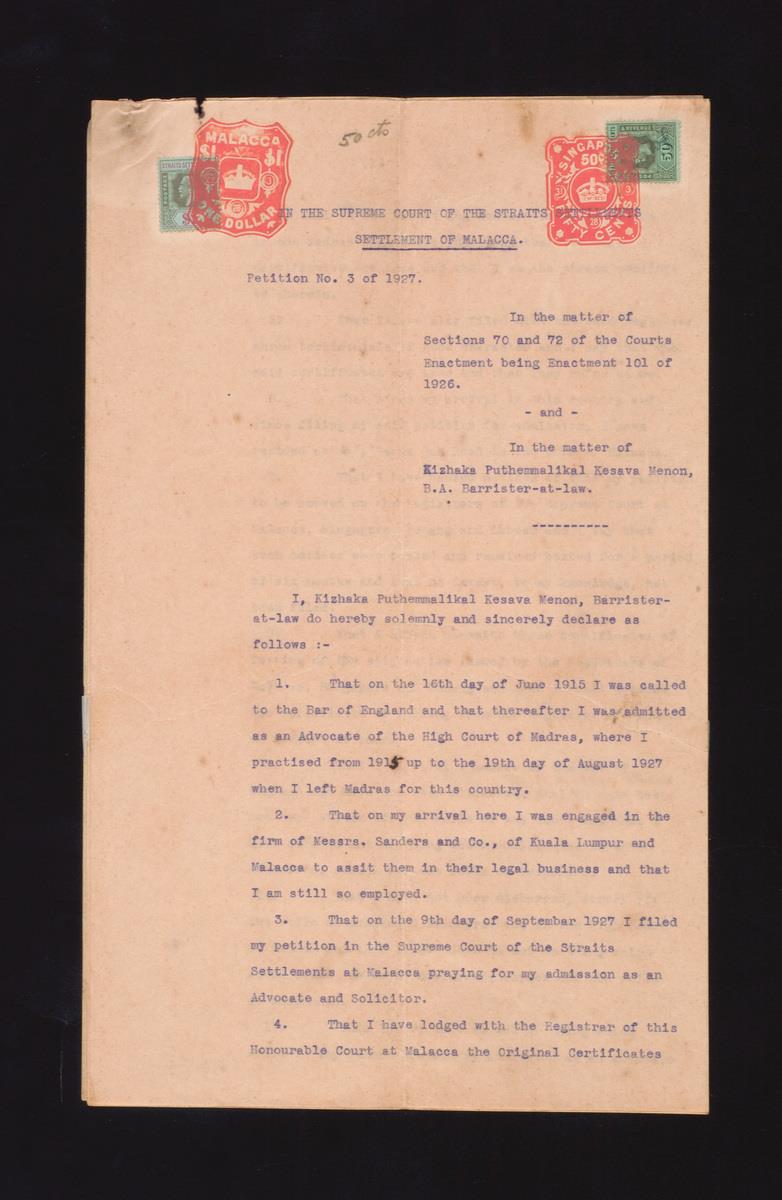 50 cts
MALACCA
$1 $1
ONE DOLLAR
STRAITS SETT
SINGAP
50c
FIFTY CENTS
28
& REVENUE
50
IN THE SUPREME COURT OF THE STRAITS SETTLEMENTS
SETTLEMENT OF MALACCA.
Petition No. 3 of 1927.
In the matter of
Sections 70 and 72 of the Courts
Enactment being Enactment 101 of
1926.
- and -
In the matter of
Kizhaka Puthemmalikal Kesava Menon,
B.A. Barrister-at-law.
----------
I, Kizhaka Puthemmalikal Kesava Menon, Barrister-
at-law do hereby solemnly and sincerely declare as
follows :-
1. That on the 16th day of June 1915 I was called
to the Bar of England and that thereafter I was admitted
as an Advocate of the High Court of Madras, where I
practised from 1915 up to the 19th day of August 1927
when I left Madras for this country.
2. That on my arrival here I was engaged in the
firm of Messrs. Sanders and Co., of Kuala Lumpur and
Malacca to assit them in their legal business and that
I am still so employed.
3. That on the 9th day of Septembar 1927 I filed
my petition in the Supreme Court of the Straits
Settlements at Malacca praying for my admission as an
Advocate and Solicitor.
4. That I have lodged with the Registrar of this
Honourable Court at Malacca the Original Certificates